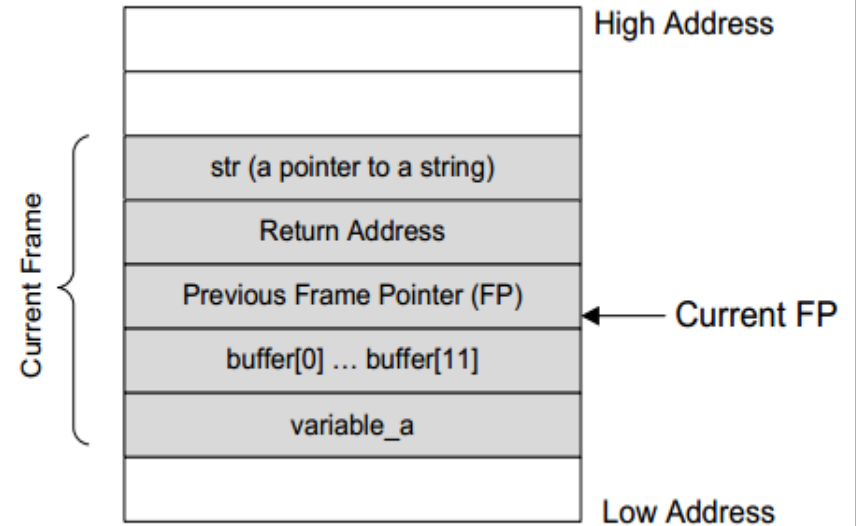 High Address
str (a pointer to a string)
Return Address
Previous Frame Pointer (FP)
Current FP
buffer[0] … buffer[11]
variable_a
Current Frame
Low Address